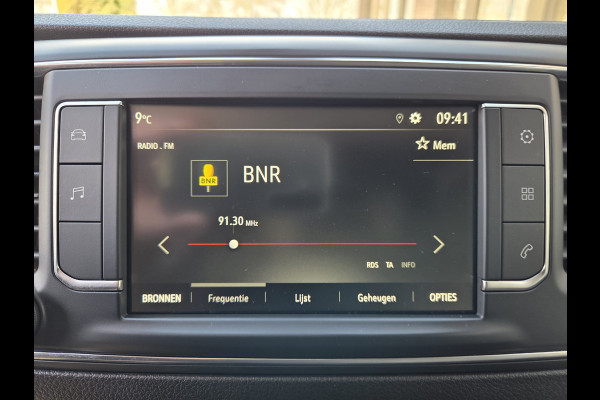 9°C 09:41
RADIO . FM Mem
BNR BNR
91.30 MHz
RDS TA INFO
BRONNEN Frequentie Lijst Geheugen OPTIES